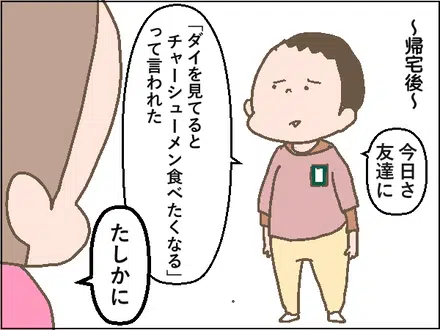 〜帰宅後〜
今日さ
友達に
「ダイを見てると
チャーシューメン食べたくなる」
って言われた
たしかに